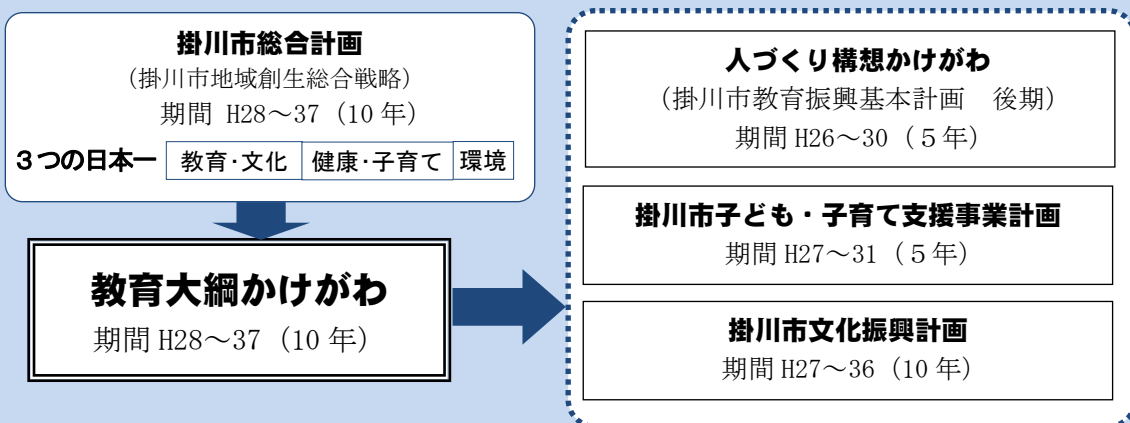 掛川市総合計画
（掛川市地域創生総合戦略）
期間 H28～37（10 年）
３つの日本一 教育・文化 健康・子育て 環境
教育大綱かけがわ
期間 H28～37（10 年）
人づくり構想かけがわ
（掛川市教育振興基本計画　後期）
期間 H26～30（５年）
掛川市子ども・子育て支援事業計画
期間 H27～31（５年）
掛川市文化振興計画
期間 H27～36（10 年）